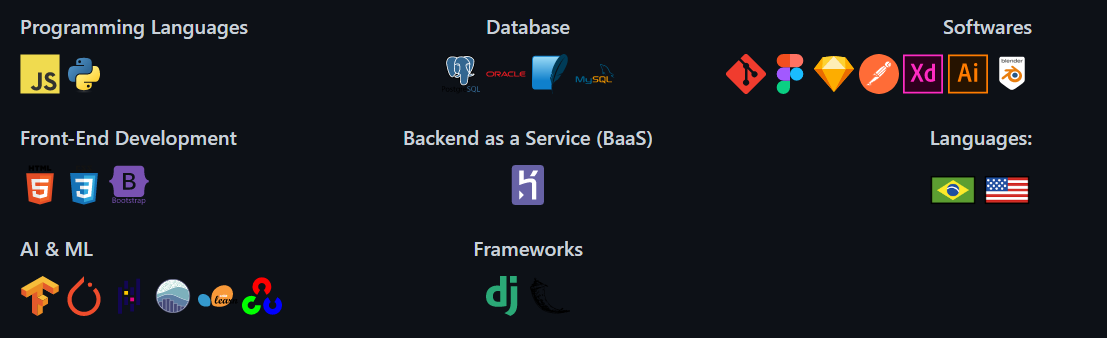 Programming Languages
Database
Softwares
JS
PostgreSQL
ORACLE
MySQL
Xd
Ai
blender
Front-End Development
Backend as a Service (BaaS)
Languages:
HTML
5
3
B
Bootstrap
AI & ML
Frameworks
learn
dj